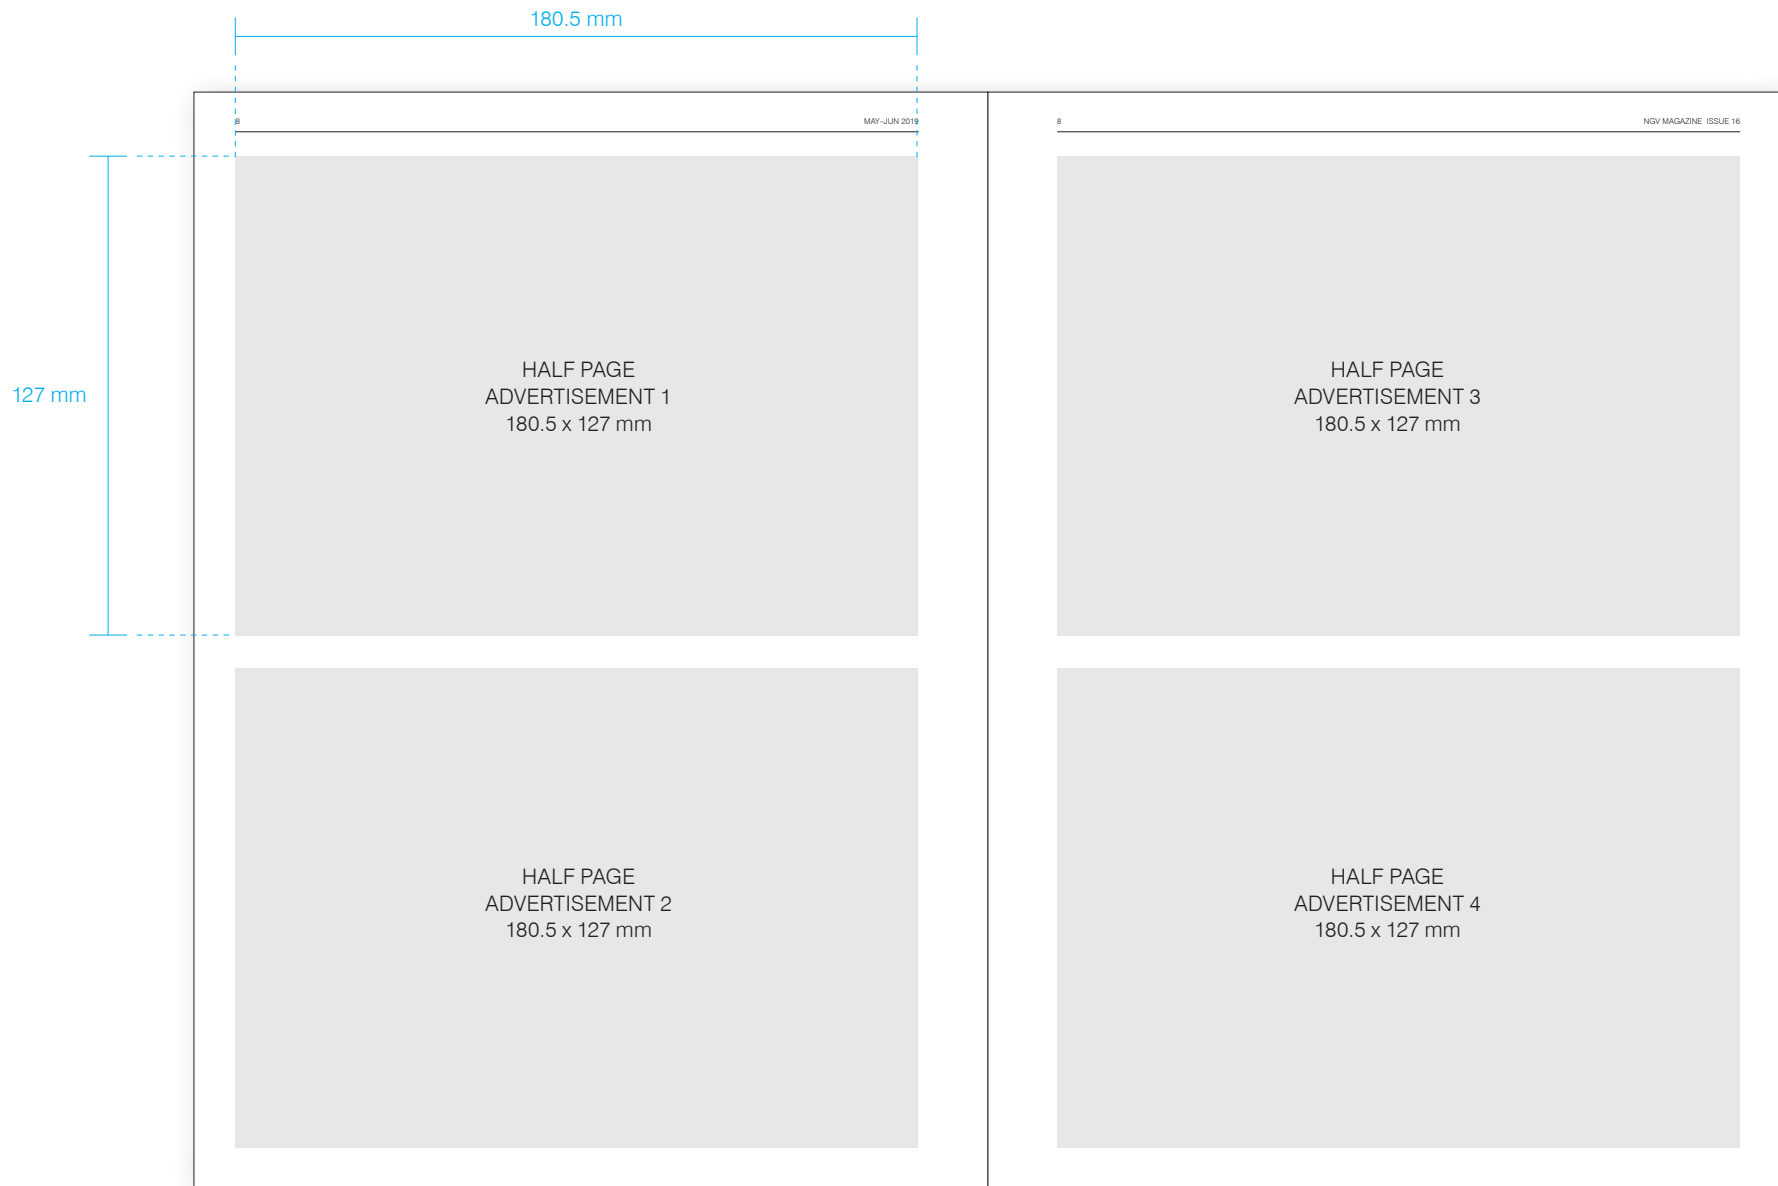 180.5 mm
8
MAY–JUN 2019
8
NGV MAGAZINE ISSUE 16
127 mm
HALF PAGE
ADVERTISEMENT 1
180.5 x 127 mm
HALF PAGE
ADVERTISEMENT 3
180.5 x 127 mm
HALF PAGE
ADVERTISEMENT 2
180.5 x 127 mm
HALF PAGE
ADVERTISEMENT 4
180.5 x 127 mm